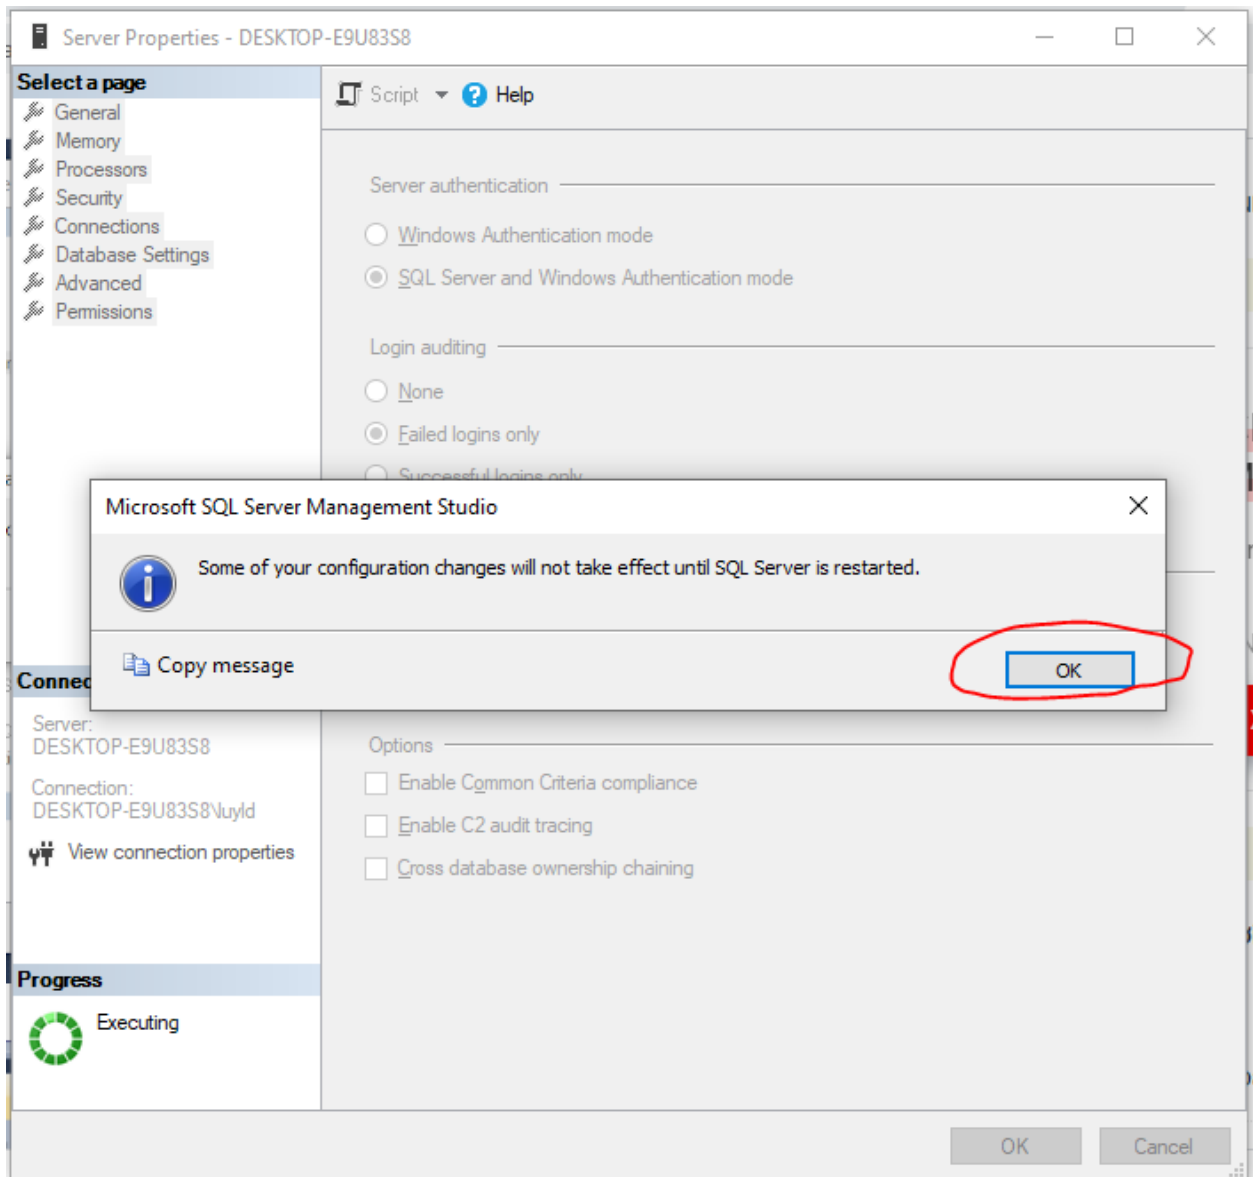 Server Properties - DESKTOP-E9U83S8
Select a page
General
Memory
Processors
Security
Connections
Database Settings
Advanced
Permissions
Script
Help
Server authentication
Windows Authentication mode
SQL Server and Windows Authentication mode
Login auditing
None
Failed logins only
Successful logins only
Microsoft SQL Server Management Studio
Some of your configuration changes will not take effect until SQL Server is restarted.
Copy message
OK
Connec
Server:
DESKTOP-E9U83S8
Connection:
DESKTOP-E9U83S8\luyld
View connection properties
Options
Enable Common Criteria compliance
Enable C2 audit tracing
Cross database ownership chaining
Progress
Executing
OK
Cancel